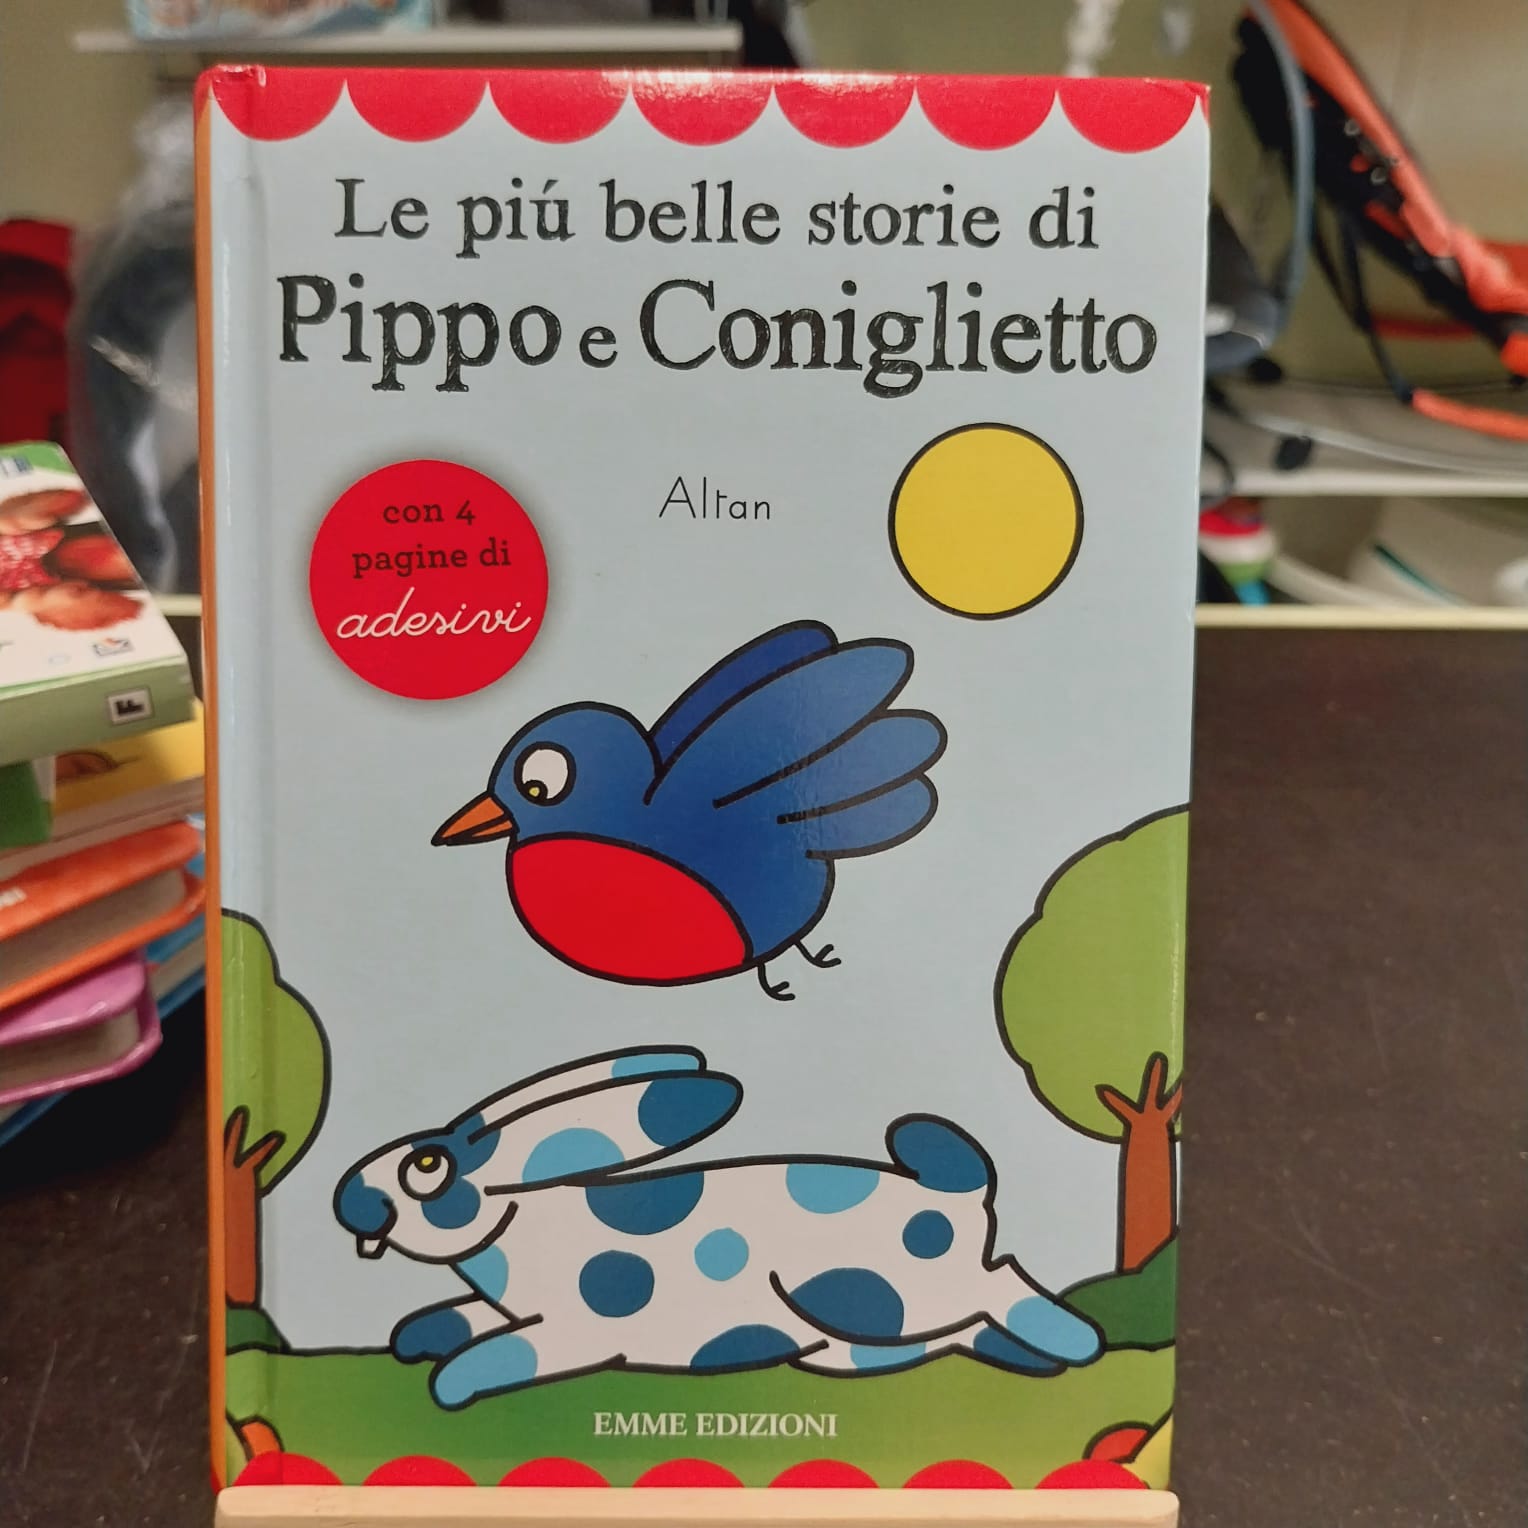 Le piú belle storie di
Pippo e Coniglietto
Altan
con 4
pagine di
adesivi
EMME EDIZIONI